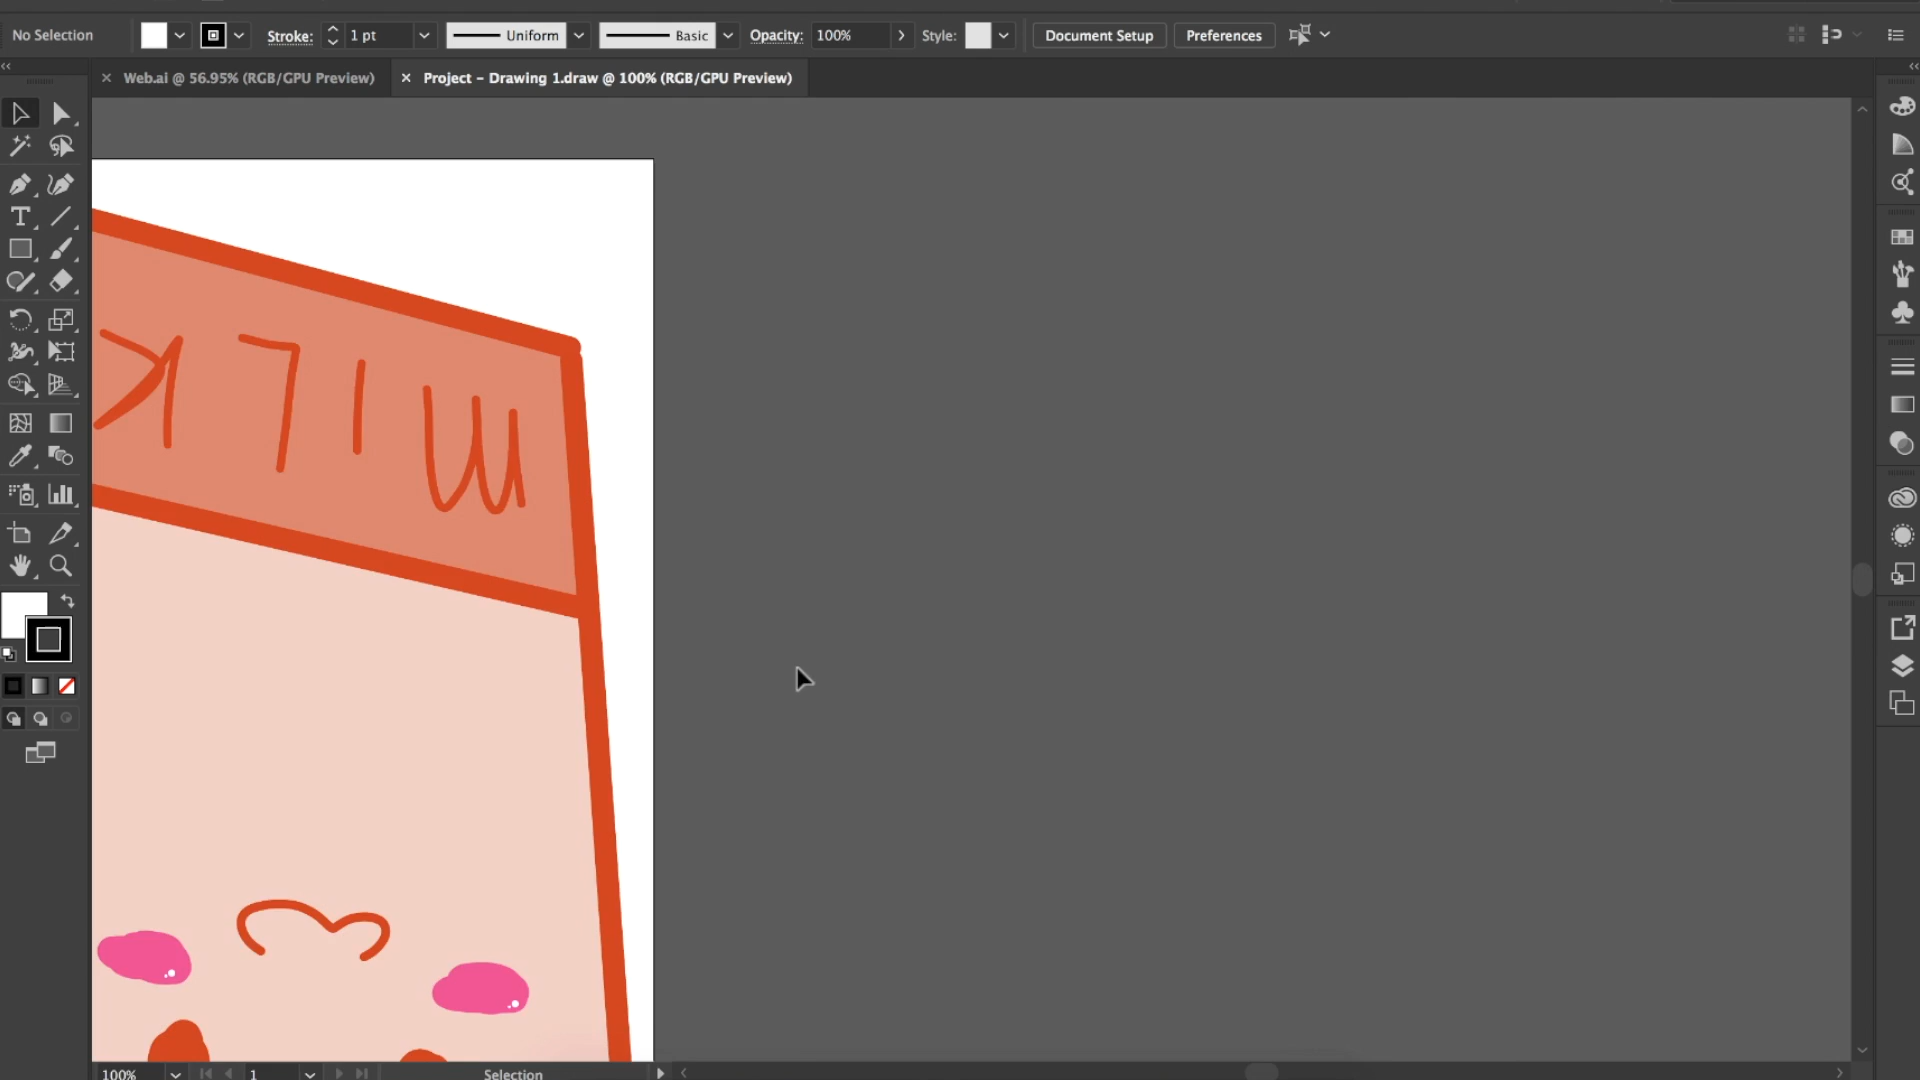 No Selection Stroke: 1 pt Uniform Basic Opacity: 100% Style: Document Setup Preferences
Web.ai @ 56.95% (RGB/GPU Preview) Project – Drawing 1.draw @ 100% (RGB/GPU Preview)
MILK
100% 1 Selection